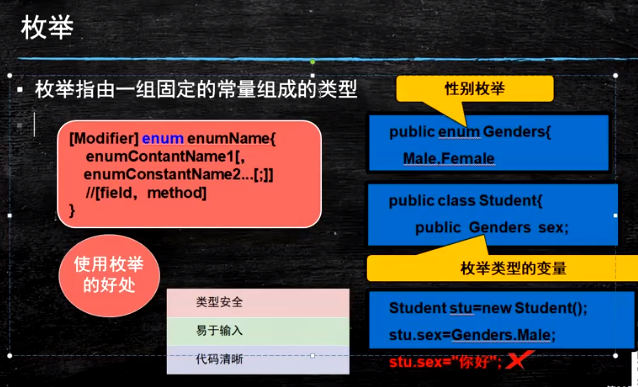 枚举
枚举指由一组固定的常量组成的类型
[Modifier] enum enumName{
enumContantName1[,
enumConstantName2...[;]]
//[field, method]
}
使用枚举
的好处
类型安全
易于输入
代码清晰
性别枚举
public enum Genders{
Male,Female
public class Student{
public Genders sex;
枚举类型的变量
Student stu=new Student();
stu.sex=Genders.Male;
stu.sex="你好";